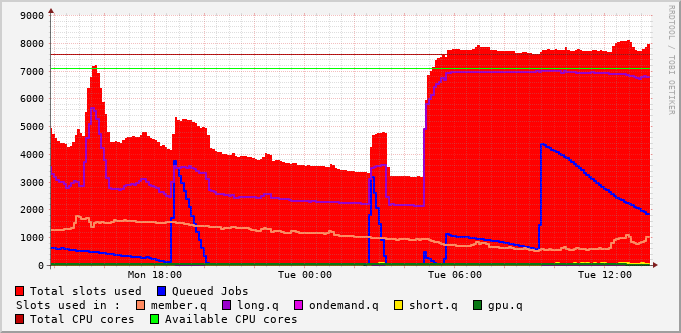 9000
8000
7000
6000
5000
4000
3000
2000
1000
0
Mon 18:00 Tue 00:00 Tue 06:00 Tue 12:00
Total slots used Queued Jobs
Slots used in : member.q long.q ondemand.q short.q gpu.q
Total CPU cores Available CPU cores
RRDTOOL / TOBI OETIKER